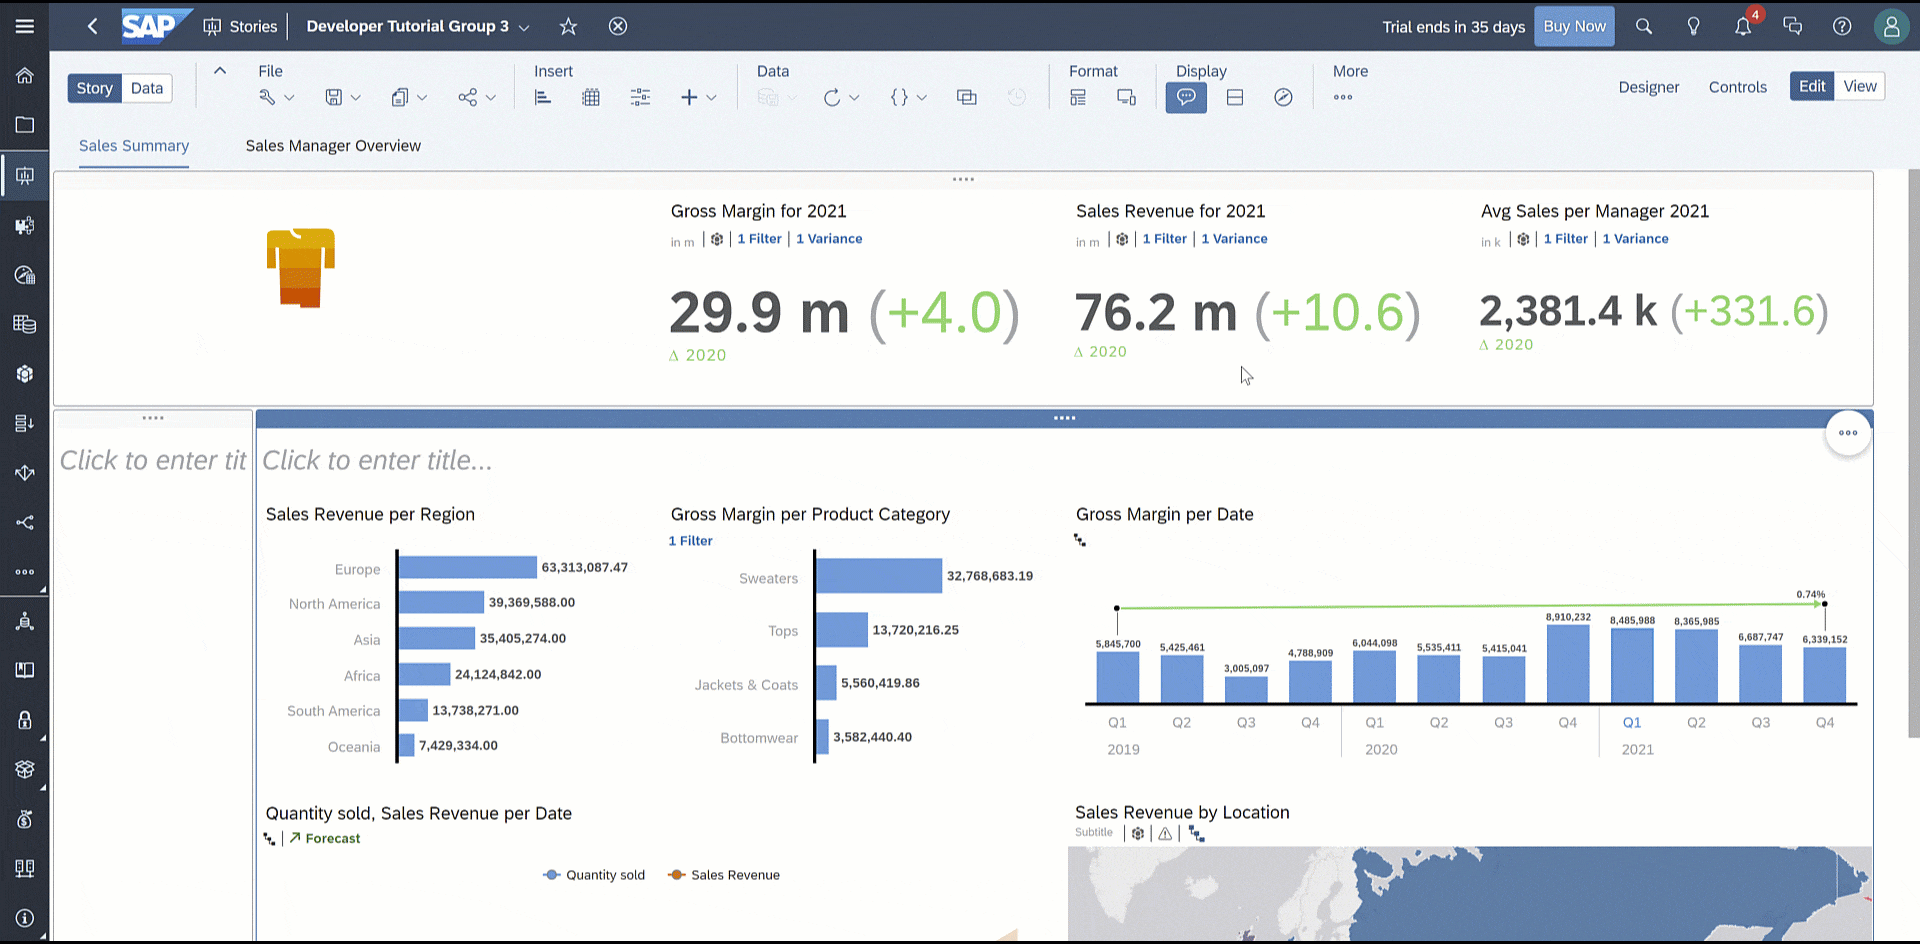 SAP Stories Developer Tutorial Group 3 Trial ends in 35 days Buy Now 4
Story Data File Insert Data Format Display More Designer Controls Edit View
Sales Summary Sales Manager Overview
Gross Margin for 2021
in m 1 Filter 1 Variance
29.9 m (+4.0)
Δ 2020
Sales Revenue for 2021
in m 1 Filter 1 Variance
76.2 m (+10.6)
Δ 2020
Avg Sales per Manager 2021
in k 1 Filter 1 Variance
2,381.4 k (+331.6)
Δ 2020
Click to enter tit
Click to enter title...
Sales Revenue per Region
Europe 63,313,087.47
North America 39,369,588.00
Asia 35,405,274.00
Africa 24,124,842.00
South America 13,738,271.00
Oceania 7,429,334.00
Gross Margin per Product Category
1 Filter
Sweaters 32,768,683.19
Tops 13,720,216.25
Jackets & Coats 5,560,419.86
Bottomwear 3,582,440.40
Gross Margin per Date
0.74%
5,845,700 5,425,461 3,005,097 4,788,909 6,044,098 5,535,411 5,415,041 8,910,232 8,485,988 8,365,985 6,687,747 6,339,152
Q1 Q2 Q3 Q4 Q1 Q2 Q3 Q4 Q1 Q2 Q3 Q4
2019 2020 2021
Quantity sold, Sales Revenue per Date
Forecast
Quantity sold Sales Revenue
Sales Revenue by Location
Subtitle